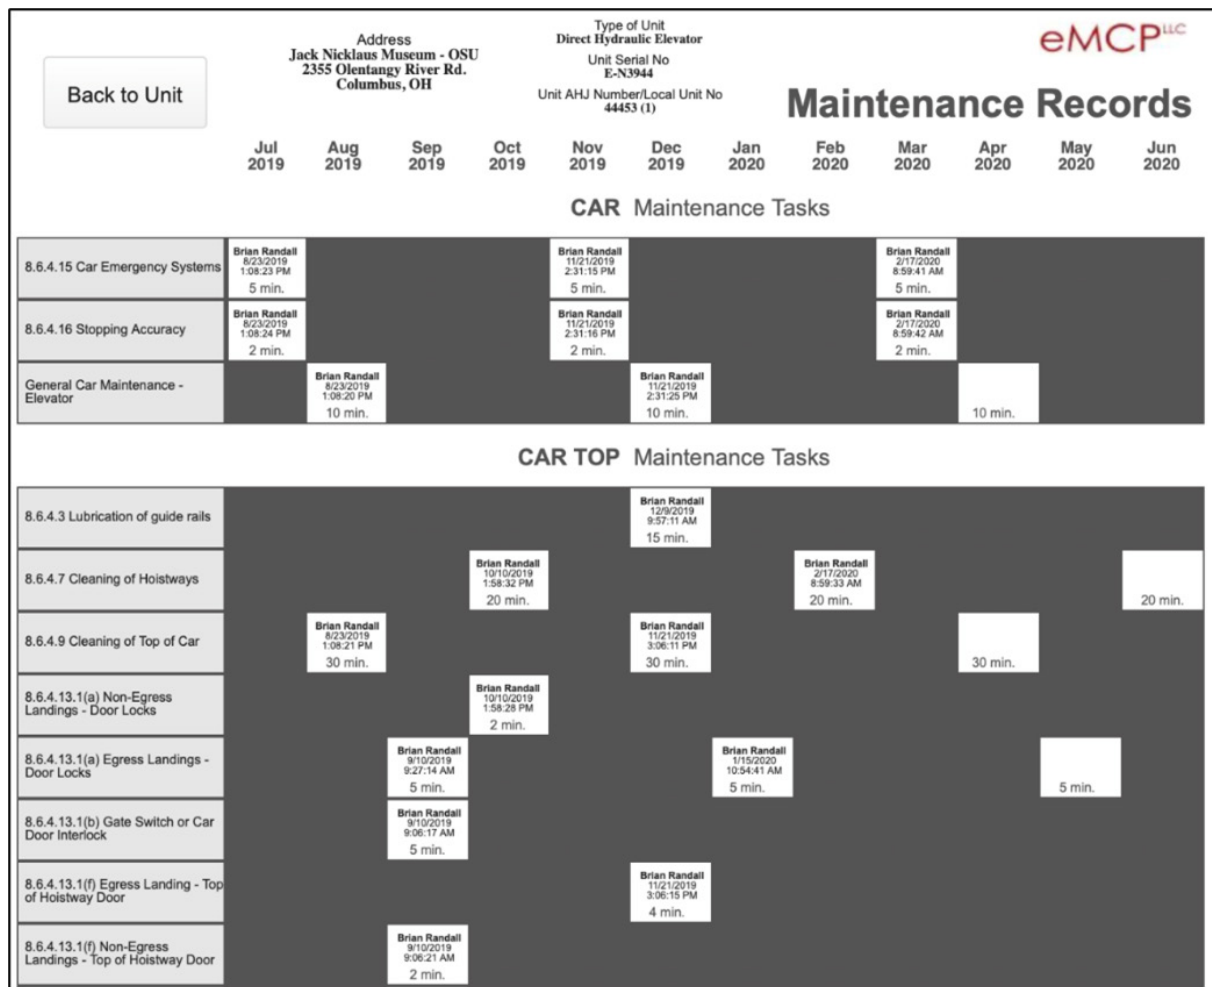 Back to Unit
Address
Jack Nicklaus Museum - OSU
2355 Olentangy River Rd.
Columbus, OH
Type of Unit
Direct Hydraulic Elevator
Unit Serial No
E-N3944
Unit AHJ Number/Local Unit No
44453 (1)
eMCP LLC
Maintenance Records
Jul Aug Sep Oct Nov Dec Jan Feb Mar Apr May Jun
2019 2019 2019 2019 2019 2019 2020 2020 2020 2020 2020 2020
CAR Maintenance Tasks
8.6.4.15 Car Emergency Systems
Brian Randall
8/23/2019
1:08:23 PM
5 min.
Brian Randall
11/21/2019
2:31:15 PM
5 min.
Brian Randall
2/17/2020
8:59:41 AM
5 min.
8.6.4.16 Stopping Accuracy
Brian Randall
8/23/2019
1:08:24 PM
2 min.
Brian Randall
11/21/2019
2:31:16 PM
2 min.
Brian Randall
2/17/2020
8:59:42 AM
2 min.
General Car Maintenance -
Elevator
Brian Randall
8/23/2019
1:08:20 PM
10 min.
Brian Randall
11/21/2019
2:31:25 PM
10 min.
10 min.
CAR TOP Maintenance Tasks
8.6.4.3 Lubrication of guide rails
Brian Randall
12/9/2019
9:57:11 AM
15 min.
8.6.4.7 Cleaning of Hoistways
Brian Randall
10/10/2019
1:58:32 PM
20 min.
Brian Randall
2/17/2020
8:59:33 AM
20 min.
20 min.
8.6.4.9 Cleaning of Top of Car
Brian Randall
8/23/2019
1:08:21 PM
30 min.
Brian Randall
11/21/2019
3:06:11 PM
30 min.
30 min.
8.6.4.13.1(a) Non-Egress
Landings - Door Locks
Brian Randall
10/10/2019
1:58:28 PM
2 min.
8.6.4.13.1(a) Egress Landings -
Door Locks
Brian Randall
9/10/2019
9:27:14 AM
5 min.
Brian Randall
1/15/2020
10:54:41 AM
5 min.
5 min.
8.6.4.13.1(b) Gate Switch or Car
Door Interlock
Brian Randall
9/10/2019
9:06:17 AM
5 min.
8.6.4.13.1(f) Egress Landing - Top
of Hoistway Door
Brian Randall
11/21/2019
3:06:15 PM
4 min.
8.6.4.13.1(f) Non-Egress
Landings - Top of Hoistway Door
Brian Randall
9/10/2019
9:06:21 AM
2 min.